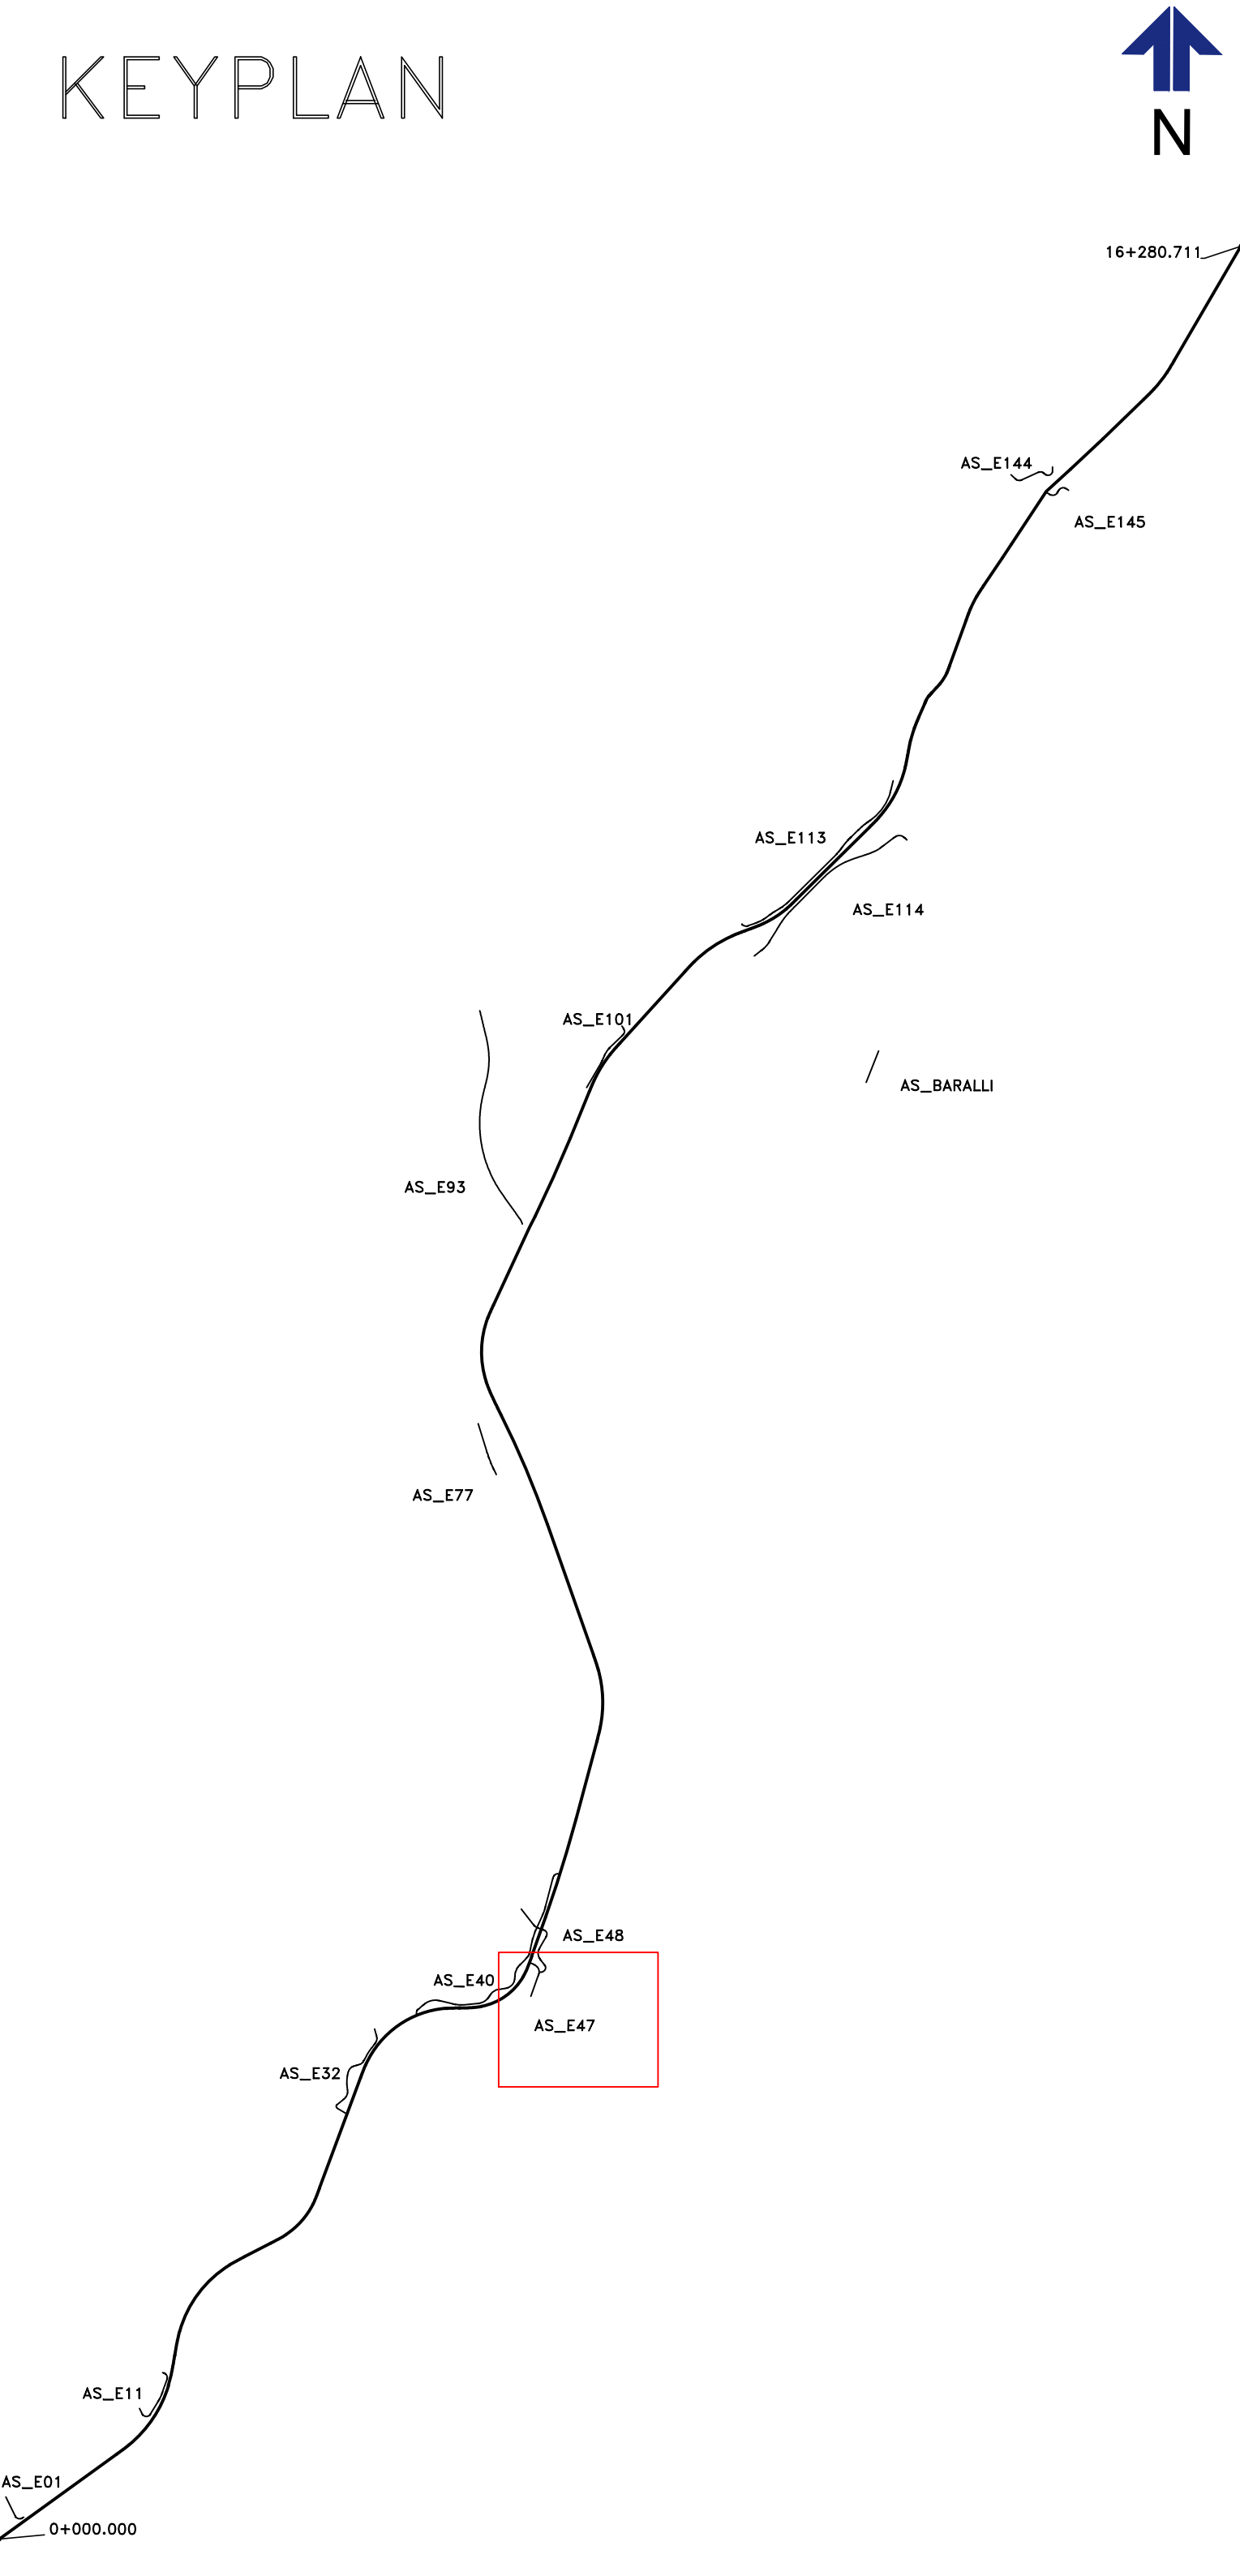 KEYPLAN
N
16+280.711
AS_E144
AS_E145
AS_E113
AS_E114
AS_E101
AS_BARALLI
AS_E93
AS_E77
AS_E48
AS_E40
AS_E47
AS_E32
AS_E11
AS_E01
0+000.000